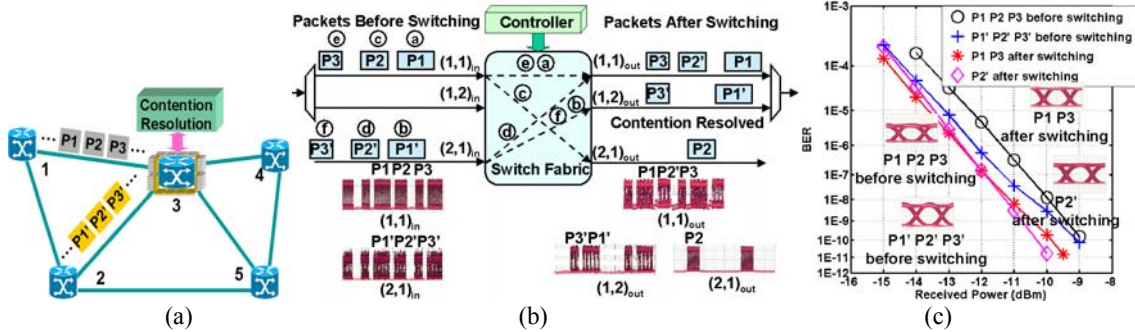 Contention
Resolution
P1 P2 P3
P1' P2' P3'
1
2
3
4
5
(a)
Packets Before Switching
Controller
Packets After Switching
e c a
P3 P2 P1
(1,1)in
(1,2)in
f d b
P3' P2' P1'
(2,1)in
e a
c
b
d
f
Switch Fabric
(1,1)out
P3 P2' P1
(1,2)out
P3' P1'
Contention Resolved
(2,1)out
P2
P1 P2 P3
(1,1)in
P1'P2'P3'
(2,1)in
P1P2'P3
(1,1)out
P3'P1'
(1,2)out
P2
(2,1)out
(b)
P1 P2 P3 before switching
P1' P2' P3' before switching
P1 P3 after switching
P2' after switching
BER
1E-4
1E-5
1E-6
1E-7
1E-8
1E-9
1E-10
1E-11
1E-12
P1 P3
after switching
P1 P2 P3
before switching
P2'
after switching
P1' P2' P3'
before switching
-16 -15 -14 -13 -12 -11 -10 -9 -8
Received Power (dBm)
(c)